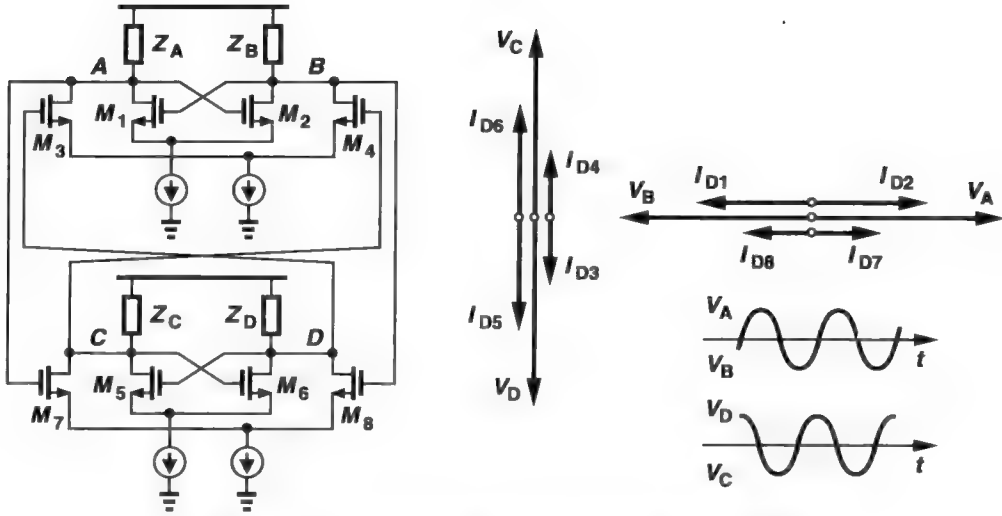 Z_A Z_B
A B
M_1 M_2
M_3 M_4
Z_C Z_D
C D
M_5 M_6
M_7 M_8
V_C
I_D6
I_D4
I_D3
I_D5
V_D
V_B I_D1 I_D2 V_A
I_D8 I_D7
V_A
V_B t
V_D
V_C t